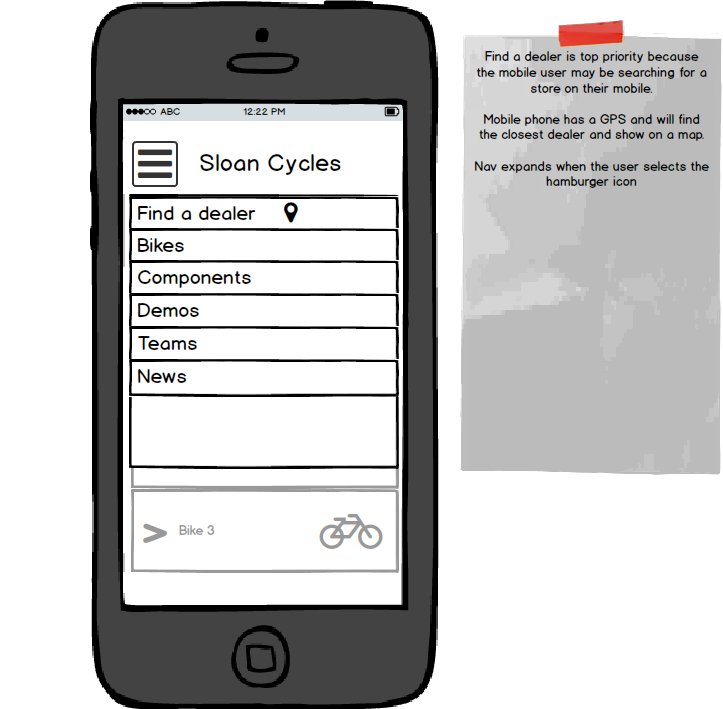 ABC 12:22 PM
Sloan Cycles
Find a dealer
Bikes
Components
Demos
Teams
News
Bike 3
Find a dealer is top priority because
the mobile user may be searching for a
store on their mobile.
Mobile phone has a GPS and will find
the closest dealer and show on a map.
Nav expands when the user selects the
hamburger icon